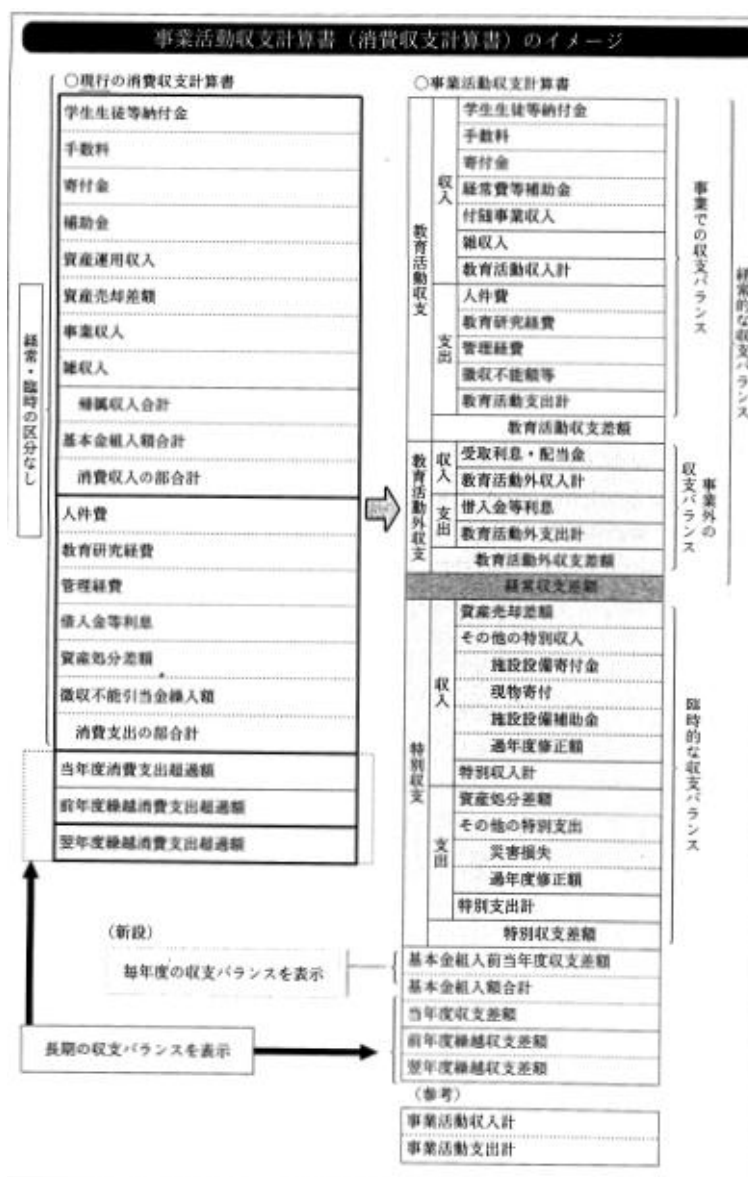 事業活動収支計算書（消費収支計算書）のイメージ
○現行の消費収支計算書
経常・臨時の区分なし
学生生徒等納付金
手数料
寄付金
補助金
資産運用収入
資産売却差額
事業収入
雑収入
帰属収入合計
基本金組入額合計
消費収入の部合計
人件費
教育研究経費
管理経費
借入金等利息
資産処分差額
徴収不能引当金繰入額
消費支出の部合計
当年度消費支出超過額
前年度繰越消費支出超過額
翌年度繰越消費支出超過額
（新設）
毎年度の収支バランスを表示
長期の収支バランスを表示
○事業活動収支計算書
教育活動収支
収入
学生生徒等納付金
手数料
寄付金
経常費等補助金
付随事業収入
雑収入
教育活動収入計
支出
人件費
教育研究経費
管理経費
徴収不能額等
教育活動支出計
教育活動収支差額
教育活動外収支
収入
受取利息・配当金
教育活動外収入計
支出
借入金等利息
教育活動外支出計
教育活動外収支差額
経常収支差額
特別収支
収入
資産売却差額
その他の特別収入
施設設備寄付金
現物寄付
施設設備補助金
過年度修正額
特別収入計
支出
資産処分差額
その他の特別支出
災害損失
過年度修正額
特別支出計
特別収支差額
基本金組入前当年度収支差額
基本金組入額合計
当年度収支差額
前年度繰越収支差額
翌年度繰越収支差額
（参考）
事業活動収入計
事業活動支出計
事業での収支バランス
事業外の
収支バランス
経常的な収支バランス
臨時的な収支バランス